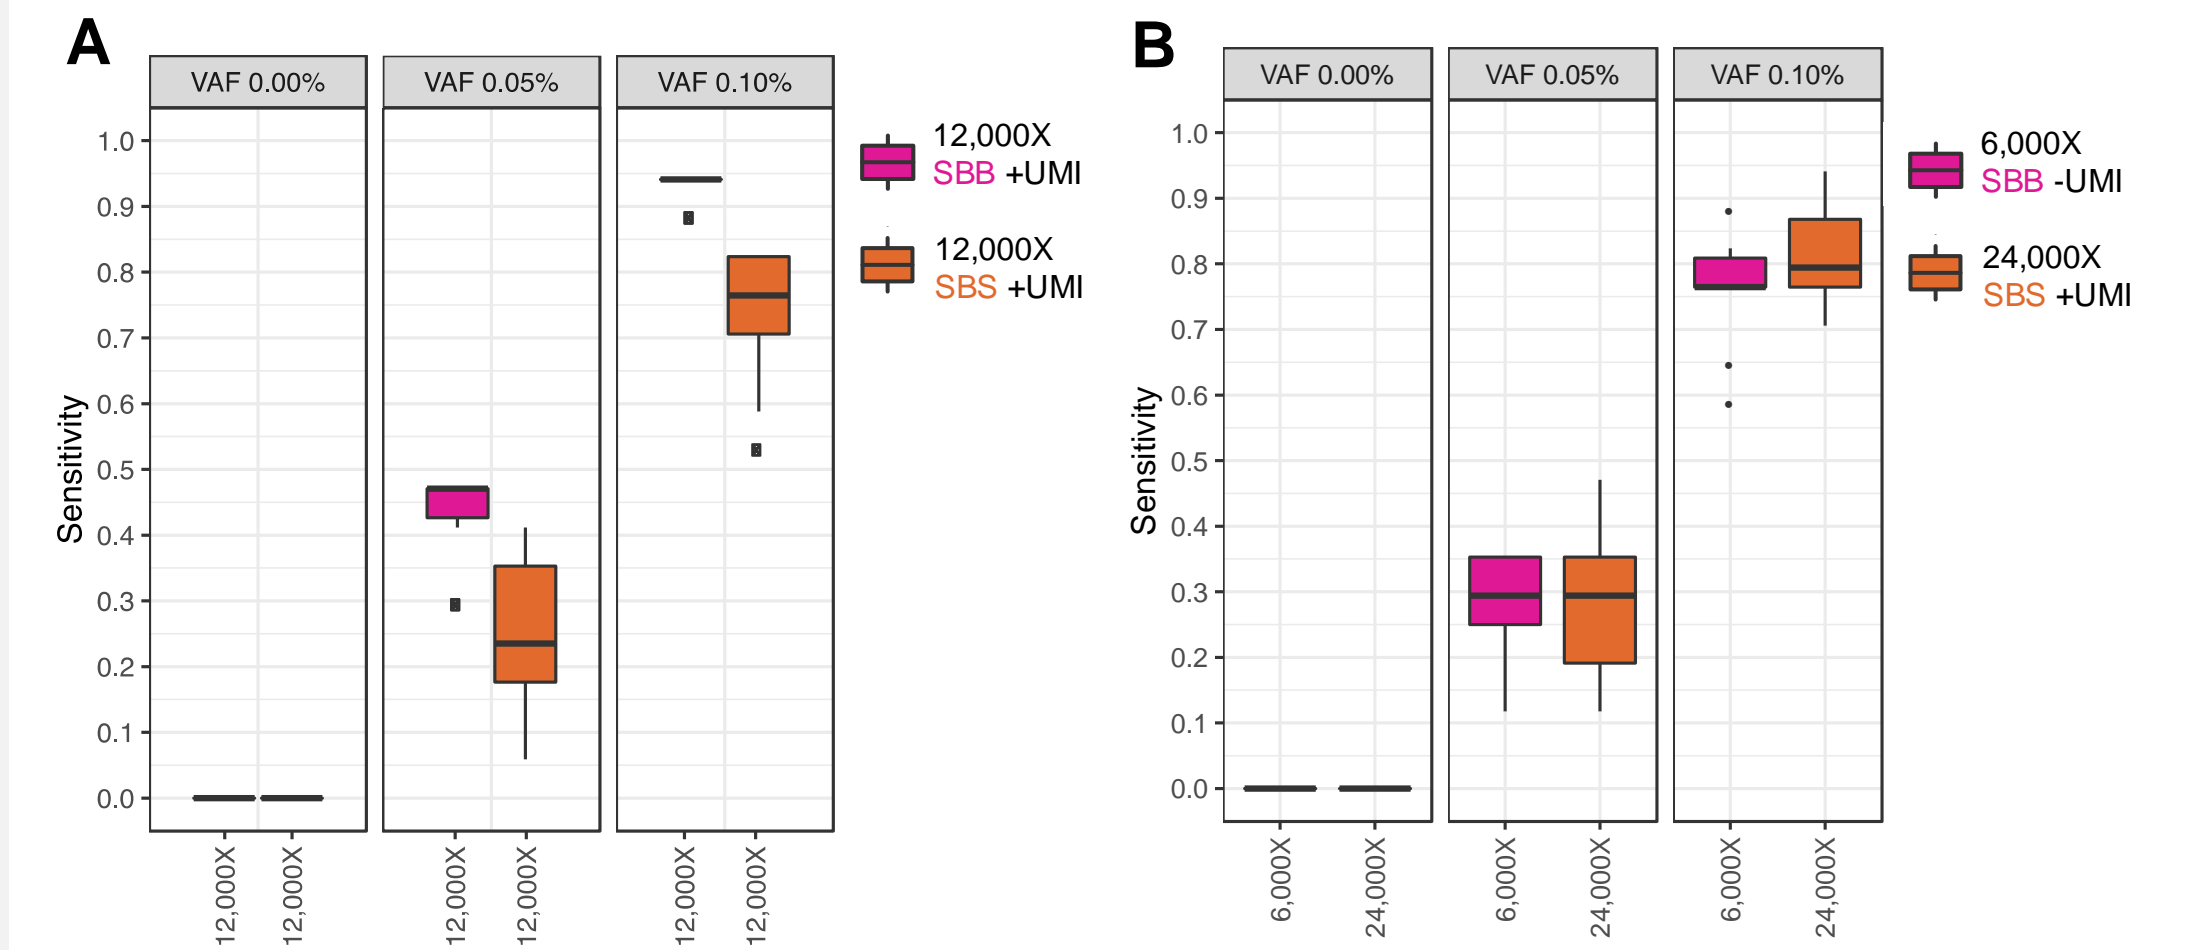 A
VAF 0.00%
VAF 0.05%
VAF 0.10%
Sensitivity
1.0
0.9
0.8
0.7
0.6
0.5
0.4
0.3
0.2
0.1
0.0
12,000X
12,000X
12,000X
12,000X
12,000X
12,000X
12,000X
SBB +UMI
12,000X
SBS +UMI
B
VAF 0.00%
VAF 0.05%
VAF 0.10%
Sensitivity
1.0
0.9
0.8
0.7
0.6
0.5
0.4
0.3
0.2
0.1
0.0
6,000X
24,000X
6,000X
24,000X
6,000X
24,000X
6,000X
SBB -UMI
24,000X
SBS +UMI